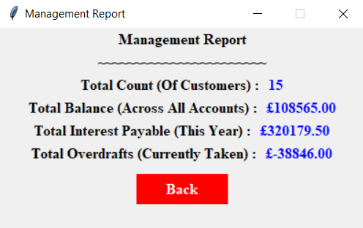 Management Report
Management Report
~~~~~~~~~~~~~~~~~~~~~~~~
Total Count (Of Customers) : 15
Total Balance (Across All Accounts) : £108565.00
Total Interest Payable (This Year) : £320179.50
Total Overdrafts (Currently Taken) : £-38846.00
Back